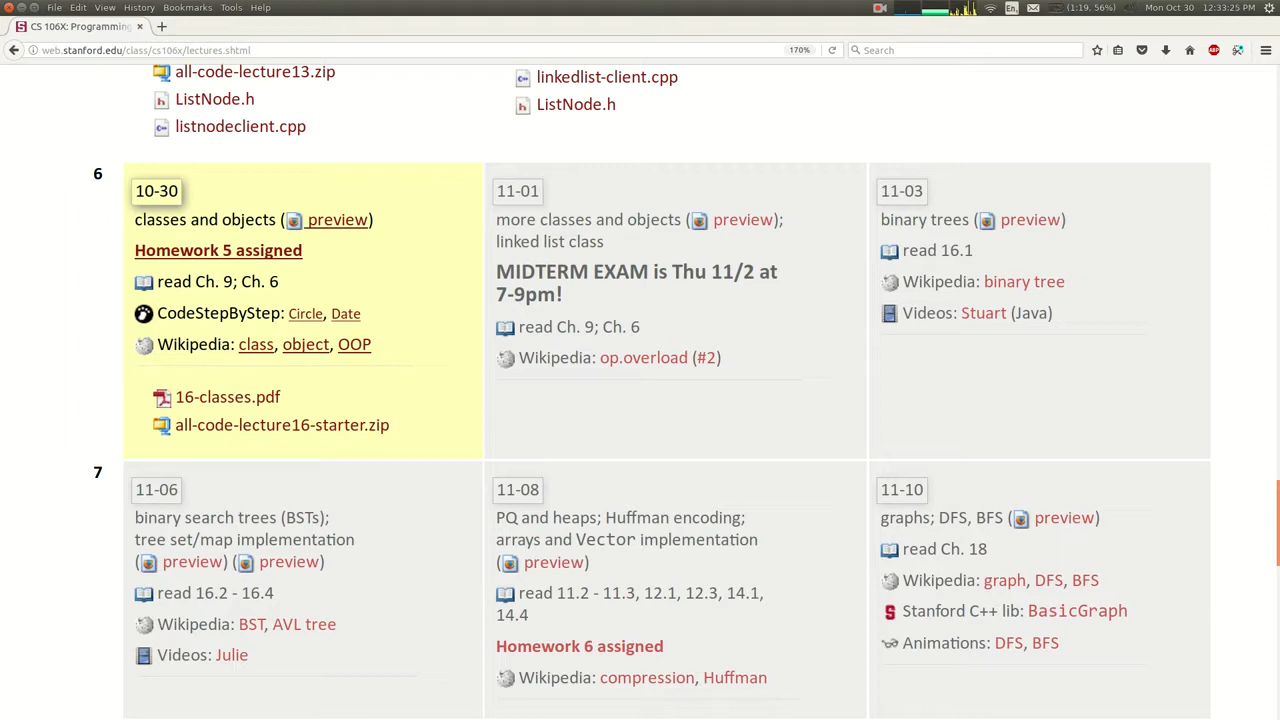 File Edit View History Bookmarks Tools NestList Help
En (1:19, 56%) Mon Oct 30 12:33:25 PM
CS 106X: Programming
web.stanford.edu/class/cs106x/lectures.shtml 170% Search
all-code-lecture13.zip
ListNode.h
listnodeclient.cpp
linkedlist-client.cpp
ListNode.h
6
10-30
classes and objects (preview)
Homework 5 assigned
read Ch. 9; Ch. 6
CodeStepByStep: Circle, Date
Wikipedia: class, object, OOP
16-classes.pdf
all-code-lecture16-starter.zip
11-01
more classes and objects (preview);
linked list class
MIDTERM EXAM is Thu 11/2 at
7-9pm!
read Ch. 9; Ch. 6
Wikipedia: op.overload (#2)
11-03
binary trees (preview)
read 16.1
Wikipedia: binary tree
Videos: Stuart (Java)
7
11-06
binary search trees (BSTs);
tree set/map implementation
(preview) (preview)
read 16.2 - 16.4
Wikipedia: BST, AVL tree
Videos: Julie
11-08
PQ and heaps; Huffman encoding;
arrays and Vector implementation
(preview)
read 11.2 - 11.3, 12.1, 12.3, 14.1,
14.4
Homework 6 assigned
Wikipedia: compression, Huffman
11-10
graphs; DFS, BFS (preview)
read Ch. 18
Wikipedia: graph, DFS, BFS
Stanford C++ lib: BasicGraph
Animations: DFS, BFS